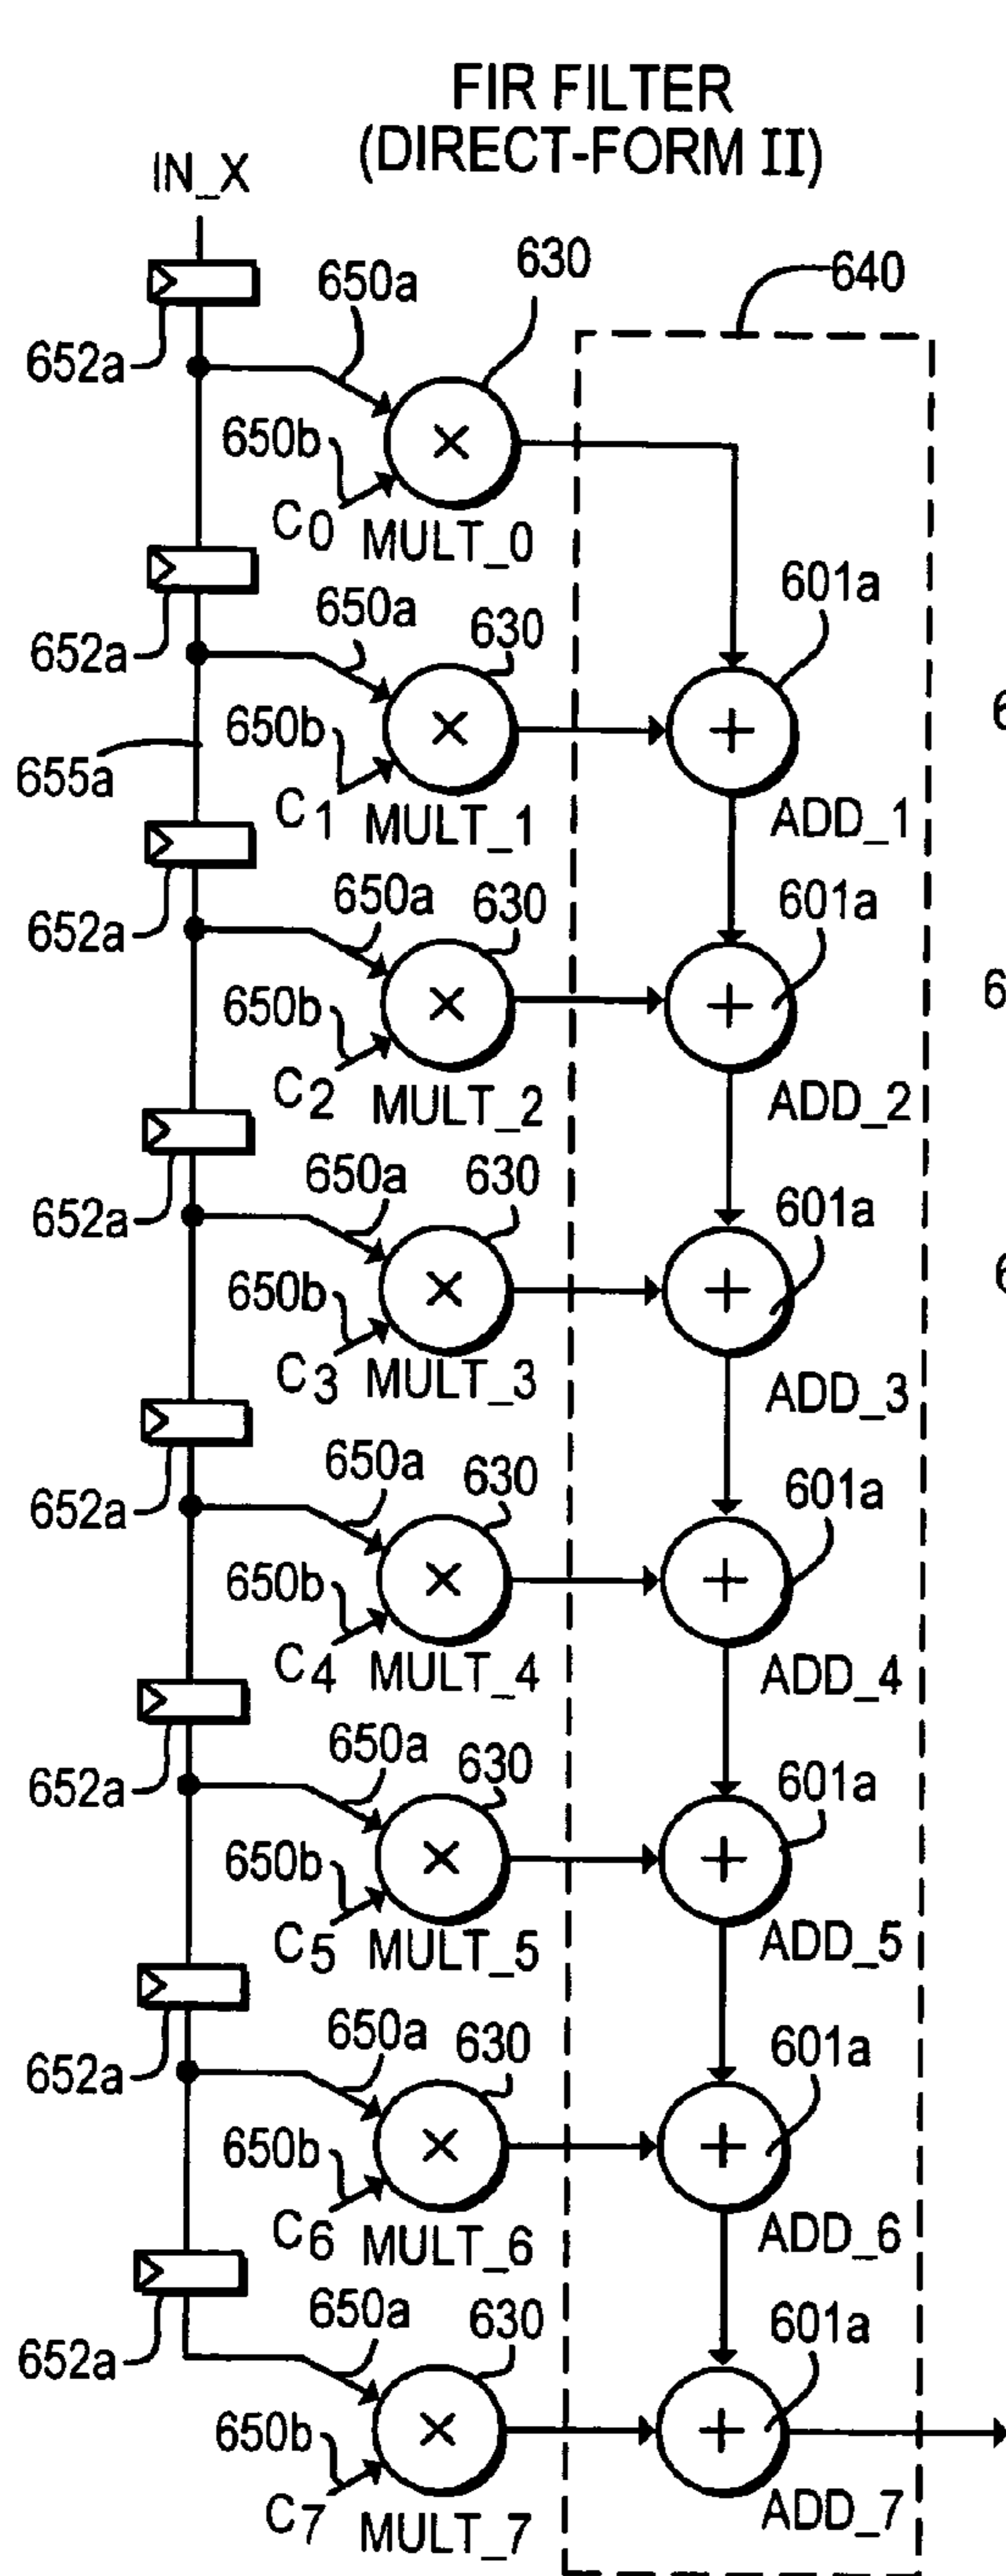 FIR FILTER
(DIRECT-FORM II)
IN_X
630
650a
640
652a
650b
C0
MULT_0
601a
650a
630
652a
650b
655a
C1
MULT_1
ADD_1
650a
630
601a
652a
650b
C2
MULT_2
ADD_2
650a
630
601a
652a
650b
C3
MULT_3
ADD_3
650a
630
601a
652a
650b
C4
MULT_4
ADD_4
650a
630
601a
652a
650b
C5
MULT_5
ADD_5
650a
630
601a
652a
650b
C6
MULT_6
ADD_6
650a
630
601a
652a
650b
C7
MULT_7
ADD_7